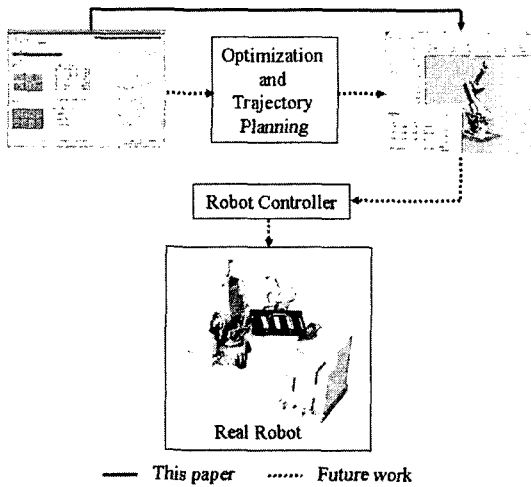 Optimization
and
Trajectory
Planning
Robot Controller
Real Robot
This paper
Future work